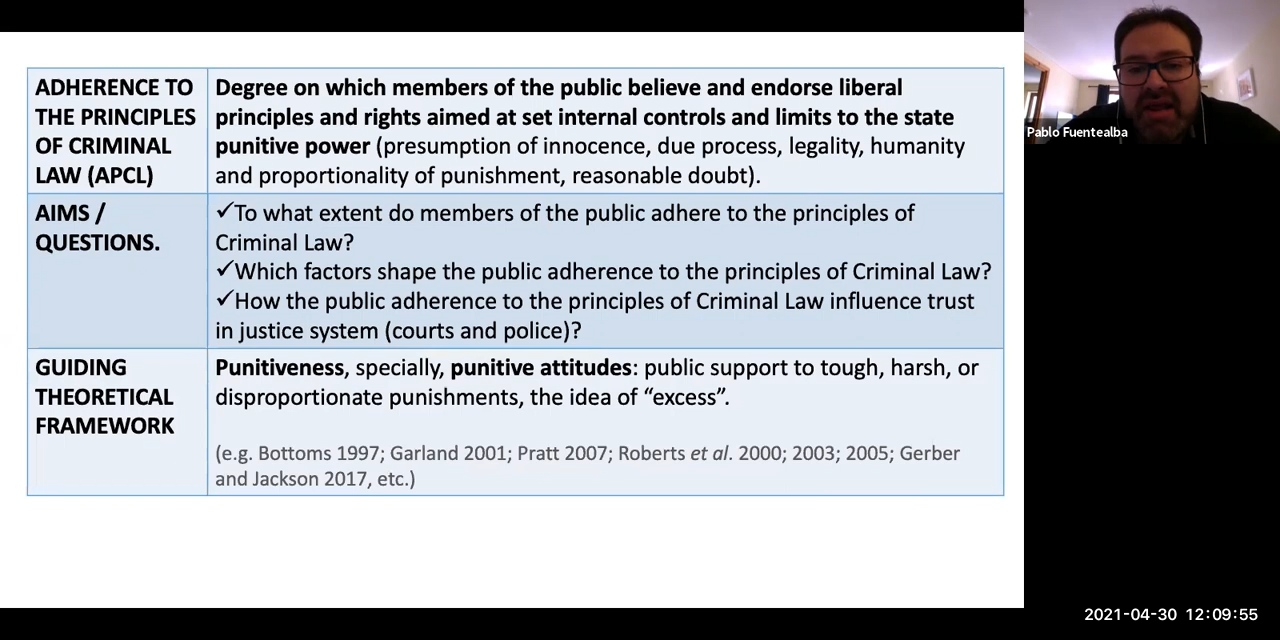 ADHERENCE TO
THE PRINCIPLES
OF CRIMINAL
LAW (APCL)
Degree on which members of the public believe and endorse liberal
principles and rights aimed at set internal controls and limits to the state
punitive power (presumption of innocence, due process, legality, humanity
and proportionality of punishment, reasonable doubt).
AIMS /
QUESTIONS.
✓To what extent do members of the public adhere to the principles of
Criminal Law?
✓Which factors shape the public adherence to the principles of Criminal Law?
✓How the public adherence to the principles of Criminal Law influence trust
in justice system (courts and police)?
GUIDING
THEORETICAL
FRAMEWORK
Punitiveness, specially, punitive attitudes: public support to tough, harsh, or
disproportionate punishments, the idea of “excess”.
(e.g. Bottoms 1997; Garland 2001; Pratt 2007; Roberts et al. 2000; 2003; 2005; Gerber
and Jackson 2017, etc.)
Pablo Fuentealba
2021-04-30 12:09:55